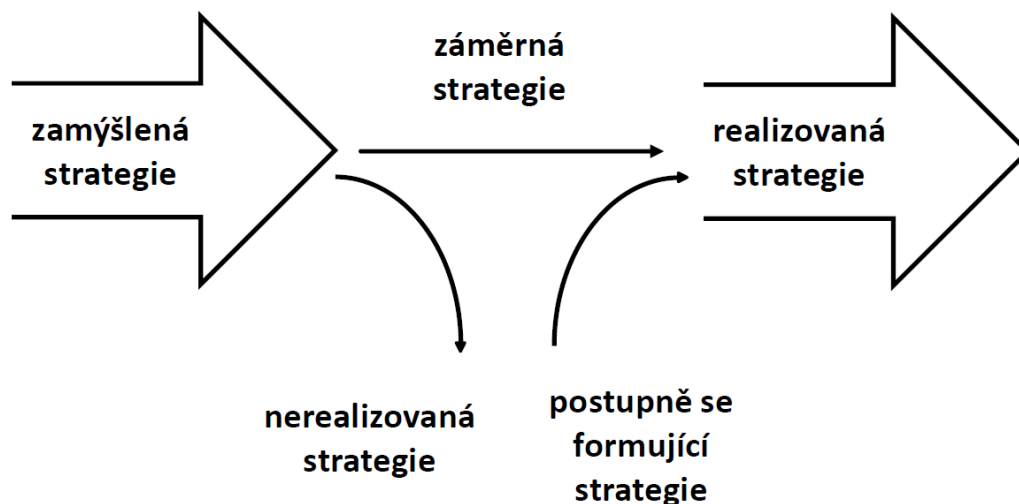 záměrná
strategie
zamýšlená
strategie
realizovaná
strategie
nerealizovaná
strategie
postupně se
formující
strategie